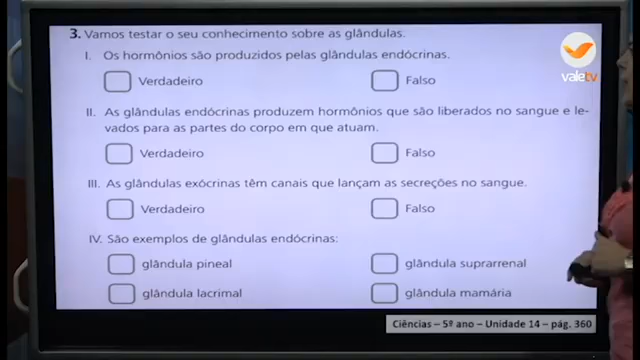 3. Vamos testar o seu conhecimento sobre as glândulas.
I. Os hormônios são produzidos pelas glândulas endócrinas.
Verdadeiro Falso
II. As glândulas endócrinas produzem hormônios que são liberados no sangue e le-
vados para as partes do corpo em que atuam.
Verdadeiro Falso
III. As glândulas exócrinas têm canais que lançam as secreções no sangue.
Verdadeiro Falso
IV. São exemplos de glândulas endócrinas:
glândula pineal glândula suprarrenal
glândula lacrimal glândula mamária
Ciências – 5º ano – Unidade 14 – pág. 360
valetv